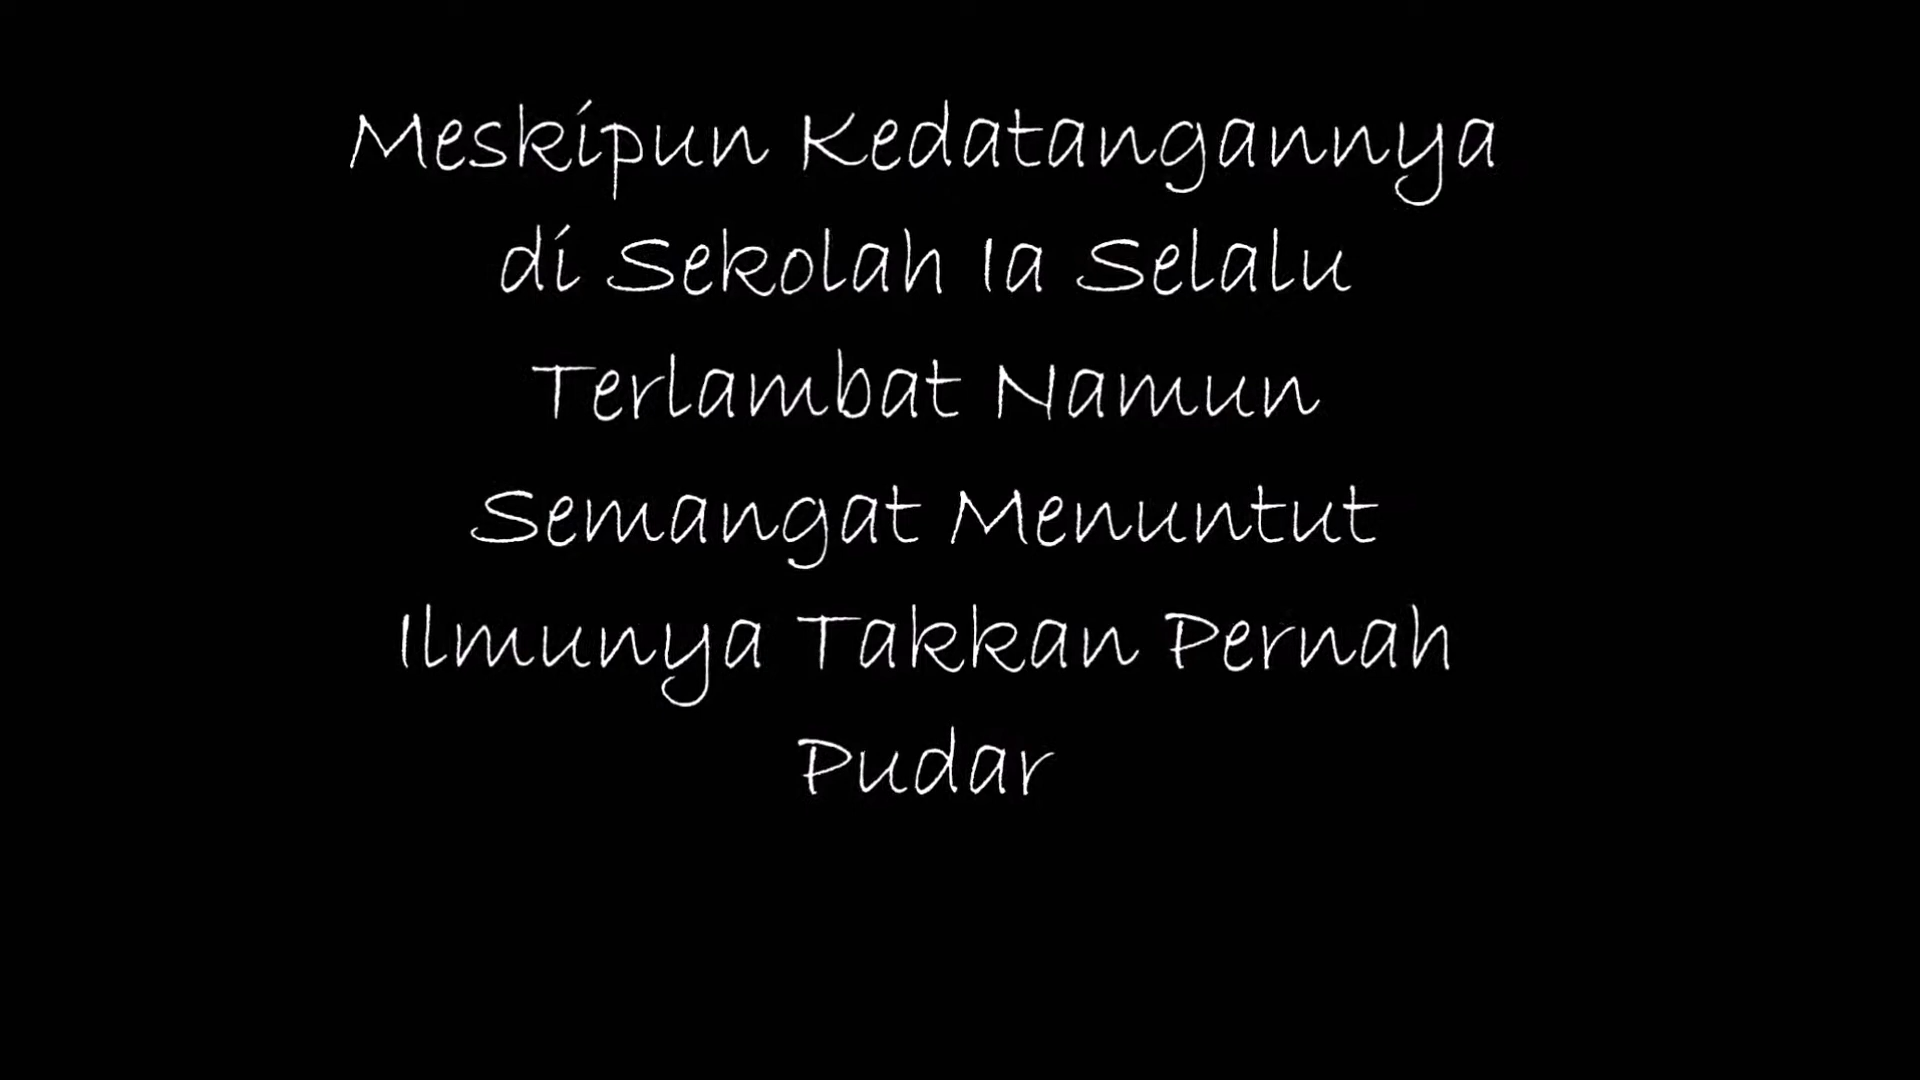 Meskipun Kedatangannya
di Sekolah Ia Selalu
Terlambat Namun
Semangat Menuntut
Ilmunya Takkan Pernah
Pudar